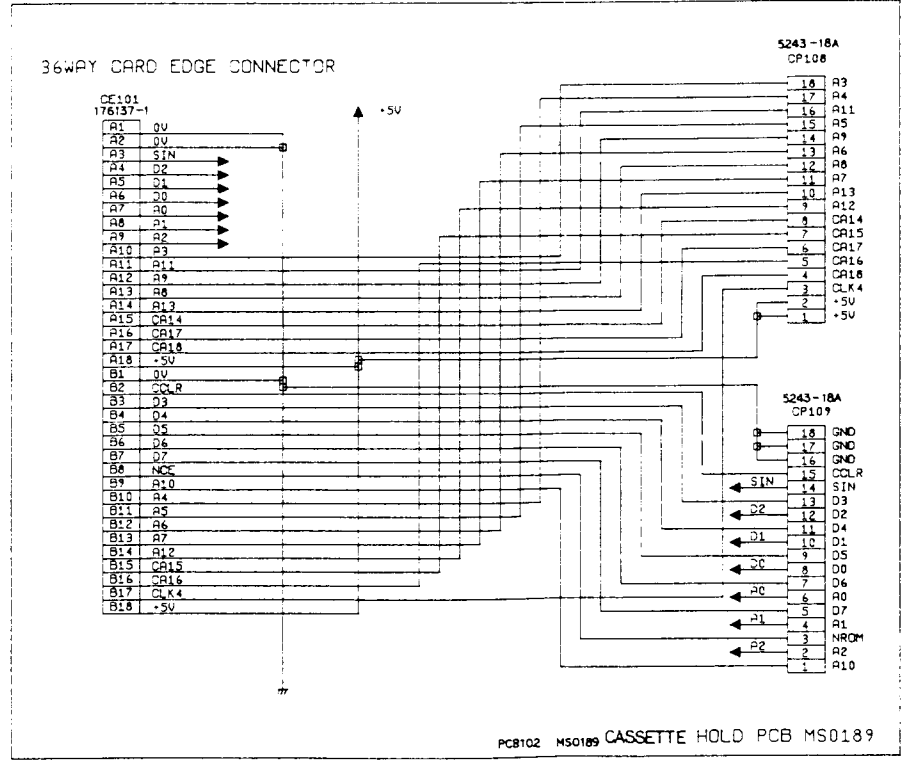 36WAY CARD EDGE CONNECTOR
CE101
176137-1
A1 0V
A2 0V
A3 SIN
A4 D2
A5 D1
A6 D0
A7 A0
A8 A1
A9 A2
A10 A3
A11 A11
A12 A9
A13 A8
A14 A13
A15 CA14
A16 CA17
A17 CA18
A18 +5V
B1 0V
B2 CCLR
B3 D3
B4 D4
B5 D5
B6 D6
B7 D7
B8 NCE
B9 A10
B10 A4
B11 A5
B12 A6
B13 A7
B14 A12
B15 CA15
B16 CA16
B17 CLK4
B18 +5V
+5V
5243-18A
CP108
18 A3
17 A4
16 A11
15 A5
14 A9
13 A6
12 A8
11 A7
10 A13
9 A12
8 CA14
7 CA15
6 CA17
5 CA16
4 CA18
3 CLK4
2 +5V
1 +5V
5243-18A
CP109
18 GND
17 GND
16 GND
15 CCLR
SIN 14 SIN
13 D3
D2 12 D2
11 D4
D1 10 D1
9 D5
D0 8 D0
7 D6
A0 6 A0
5 D7
A1 4 A1
3 NROM
A2 2 A2
1 A10
PCB102 MS0189 CASSETTE HOLD PCB MS0189